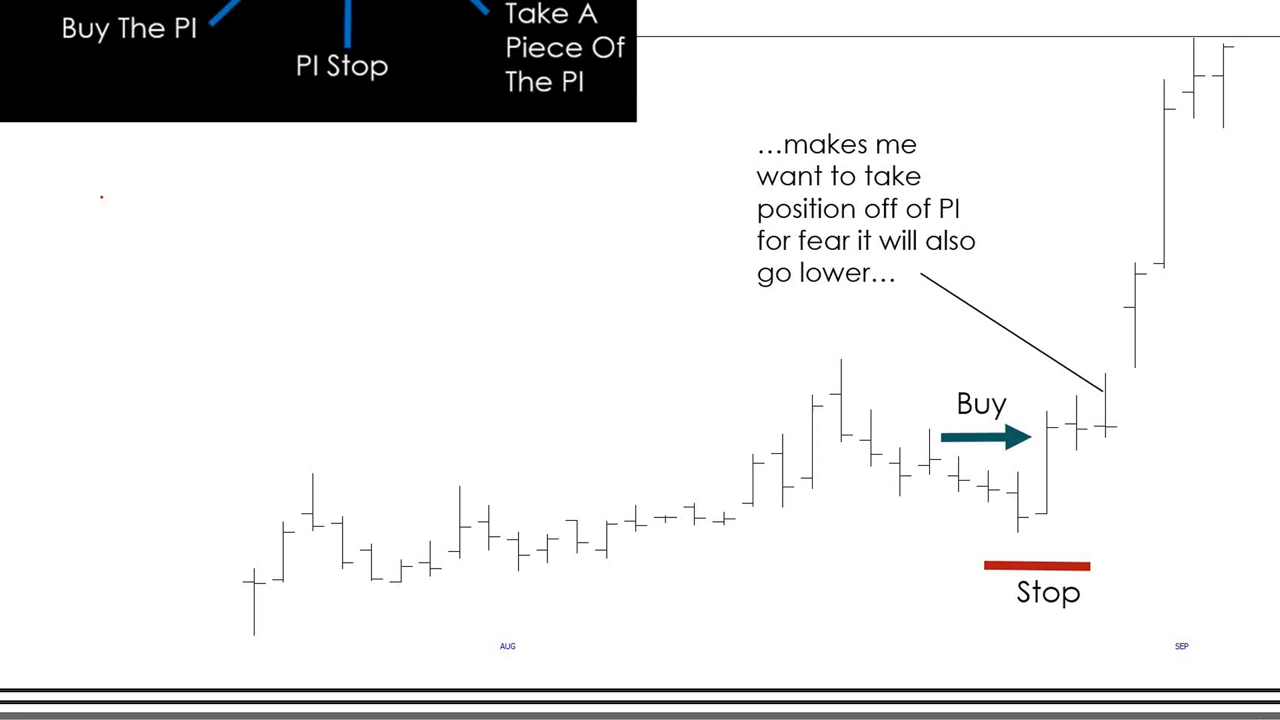 Buy The PI
PI Stop
Take A
Piece Of
The PI
…makes me
want to take
position off of PI
for fear it will also
go lower…
Buy
Stop
AUG
SEP